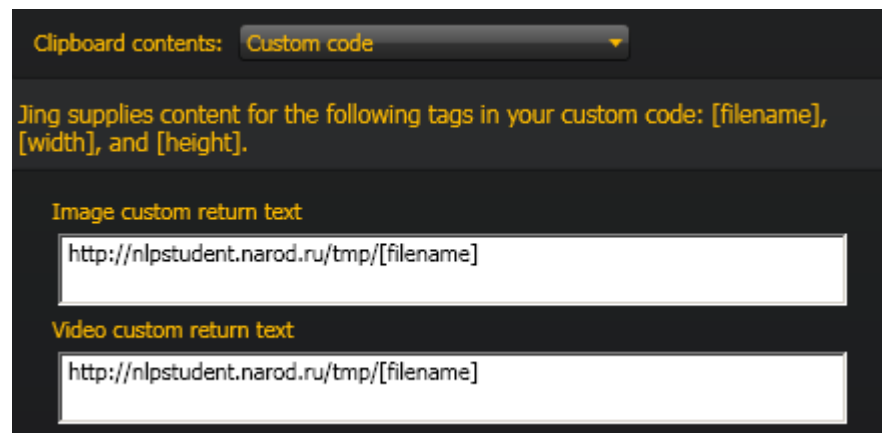 Clipboard contents: Custom code
Jing supplies content for the following tags in your custom code: [filename],
[width], and [height].
Image custom return text
http://nlpstudent.narod.ru/tmp/[filename]
Video custom return text
http://nlpstudent.narod.ru/tmp/[filename]